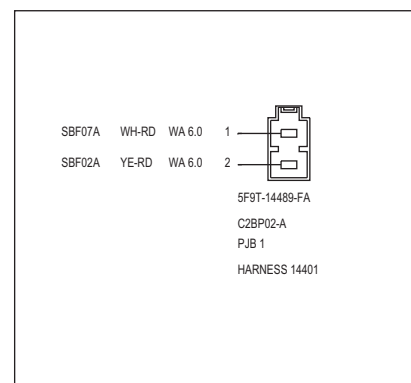 SBF07A WH-RD WA 6.0 1
SBF02A YE-RD WA 6.0 2
5F9T-14489-FA
C2BP02-A
PJB 1
HARNESS 14401